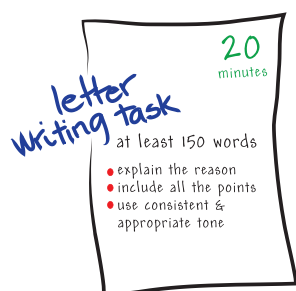 20
minutes
letter
writing task
at least 150 words
explain the reason
include all the points
use consistent &
appropriate tone